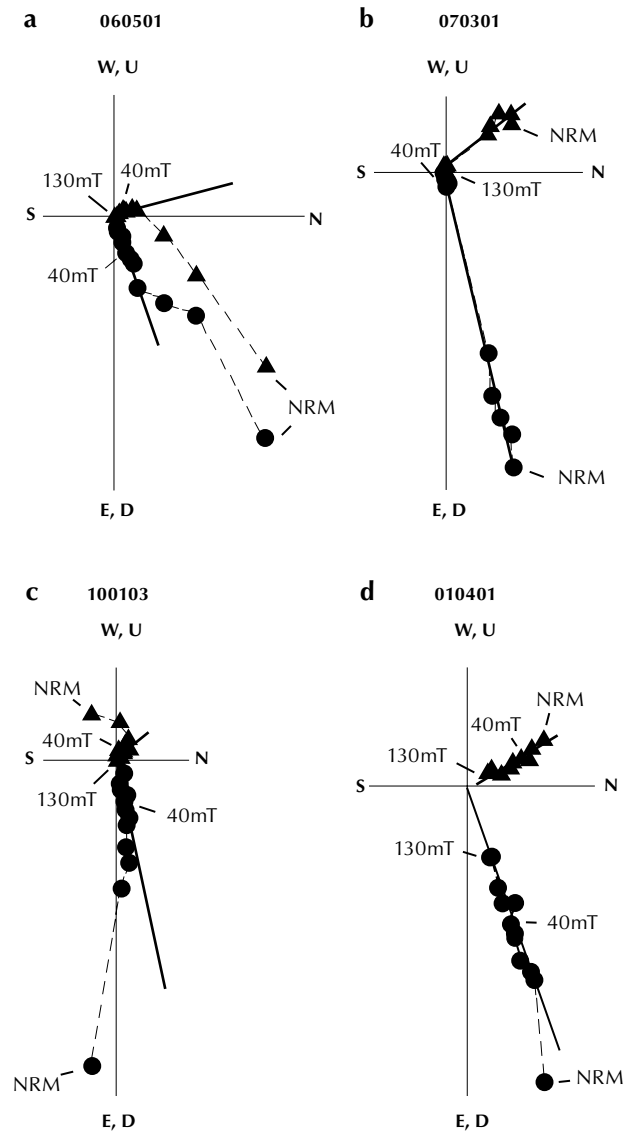 a 060501
W, U
130mT 40mT
S N
40mT
NRM
E, D
b 070301
W, U
NRM
40mT
S N
130mT
NRM
E, D
c 100103
W, U
NRM
40mT
S N
130mT 40mT
NRM
E, D
d 010401
W, U
NRM
40mT
130mT
S N
130mT
40mT
NRM
E, D